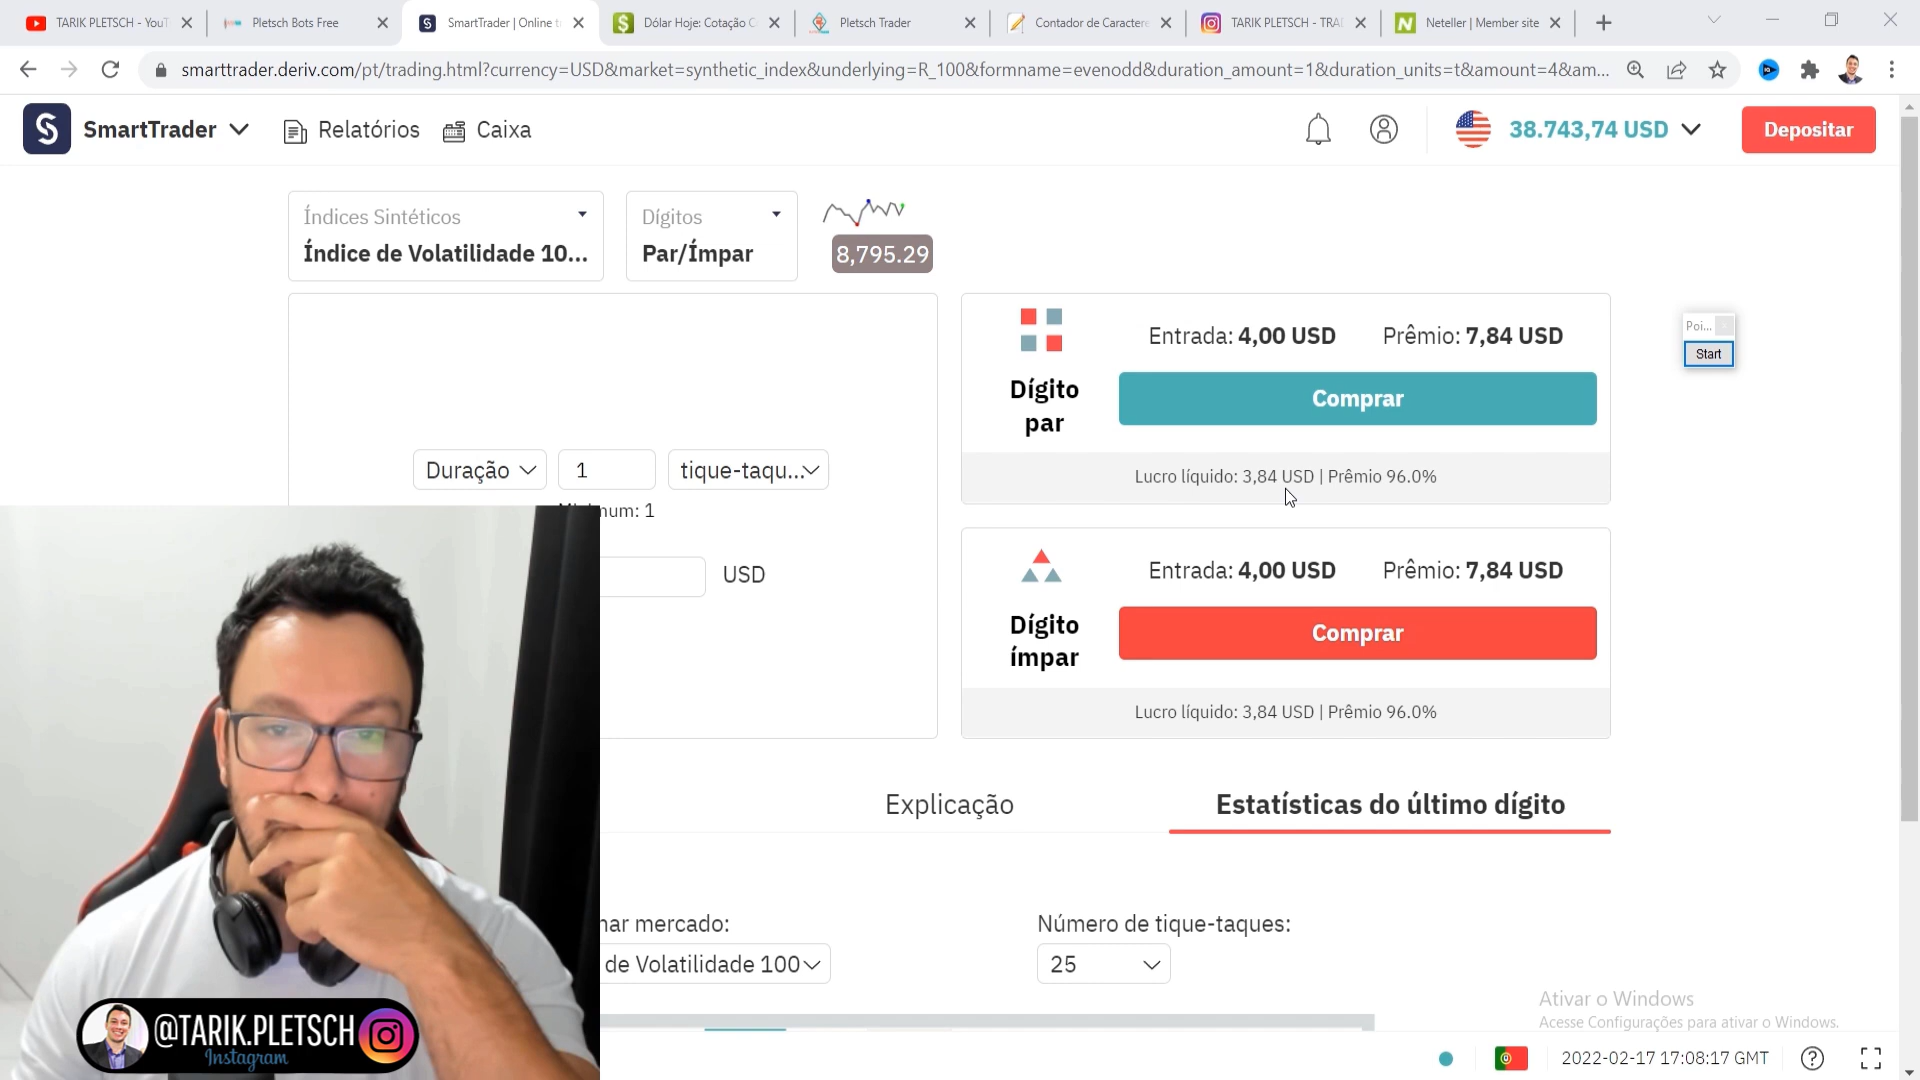 TARIK PLETSCH - YouT
Pletsch Bots Free
SmartTrader | Online t
Dólar Hoje: Cotação C
Pletsch Trader
Contador de Caractere
TARIK PLETSCH - TRA
Neteller | Member site
smarttrader.deriv.com/pt/trading.html?currency=USD&market=synthetic_index&underlying=R_100&formname=evenodd&duration_amount=1&duration_units=t&amount=4&am...
SmartTrader
Relatórios
Caixa
38.743,74 USD
Depositar
Índices Sintéticos
Índice de Volatilidade 10...
Dígitos
Par/Ímpar
8,795.29
Entrada: 4,00 USD
Prêmio: 7,84 USD
Dígito
par
Comprar
Lucro líquido: 3,84 USD | Prêmio 96.0%
Poi...
Start
Duração
1
tique-taqu...
num: 1
USD
Entrada: 4,00 USD
Prêmio: 7,84 USD
Dígito
ímpar
Comprar
Lucro líquido: 3,84 USD | Prêmio 96.0%
Explicação
Estatísticas do último dígito
nar mercado:
de Volatilidade 100
Número de tique-taques:
25
Ativar o Windows
Acesse Configurações para ativar o Windows.
@TARIK.PLETSCH
Instagram
2022-02-17 17:08:17 GMT